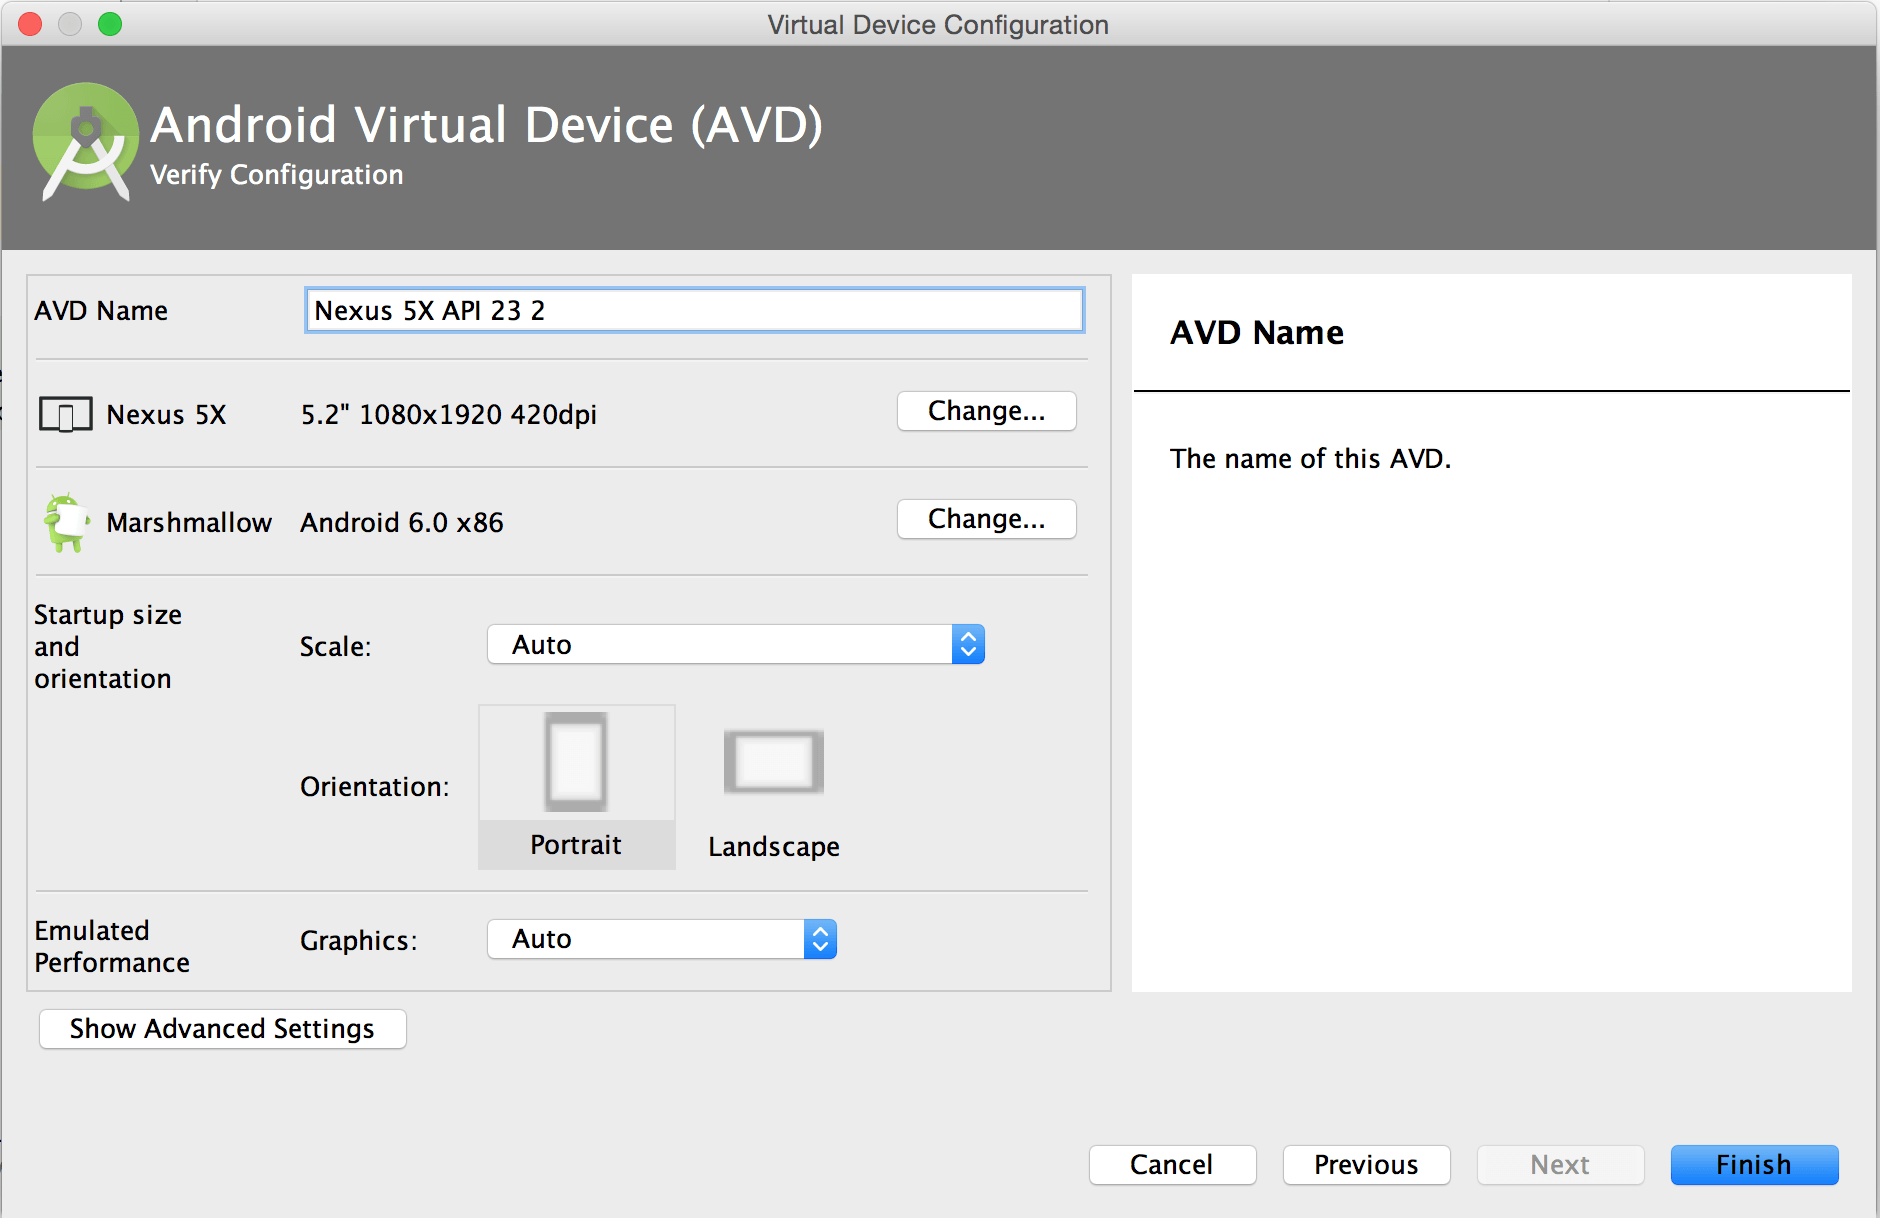 Virtual Device Configuration
Android Virtual Device (AVD)
Verify Configuration
AVD Name
Nexus 5X API 23 2
Nexus 5X
5.2" 1080x1920 420dpi
Change...
Marshmallow
Android 6.0 x86
Change...
Startup size
and
orientation
Scale:
Auto
Orientation:
Portrait
Landscape
Emulated
Performance
Graphics:
Auto
Show Advanced Settings
AVD Name
The name of this AVD.
Cancel
Previous
Next
Finish